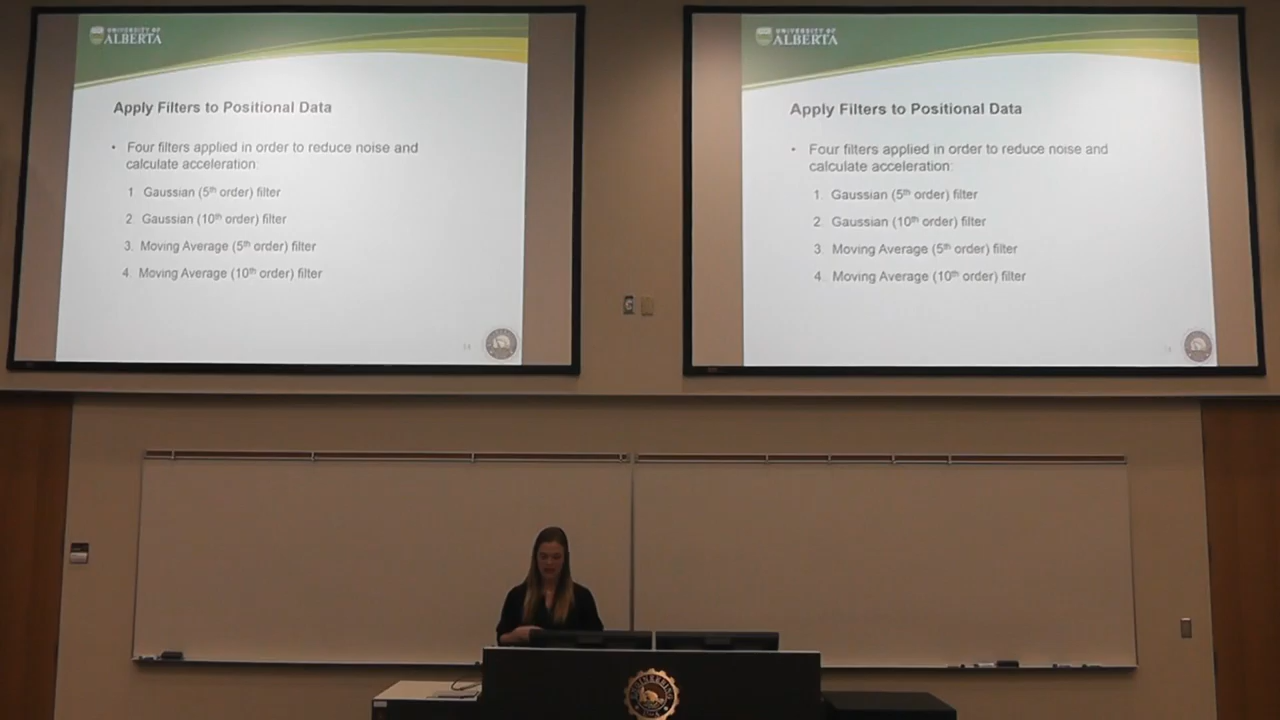 UNIVERSITY OF
ALBERTA
Apply Filters to Positional Data
• Four filters applied in order to reduce noise and
calculate acceleration:
1. Gaussian (5th order) filter
2. Gaussian (10th order) filter
3. Moving Average (5th order) filter
4. Moving Average (10th order) filter
UNIVERSITY OF
ALBERTA
Apply Filters to Positional Data
• Four filters applied in order to reduce noise and
calculate acceleration:
1. Gaussian (5th order) filter
2. Gaussian (10th order) filter
3. Moving Average (5th order) filter
4. Moving Average (10th order) filter
ENGINEERING